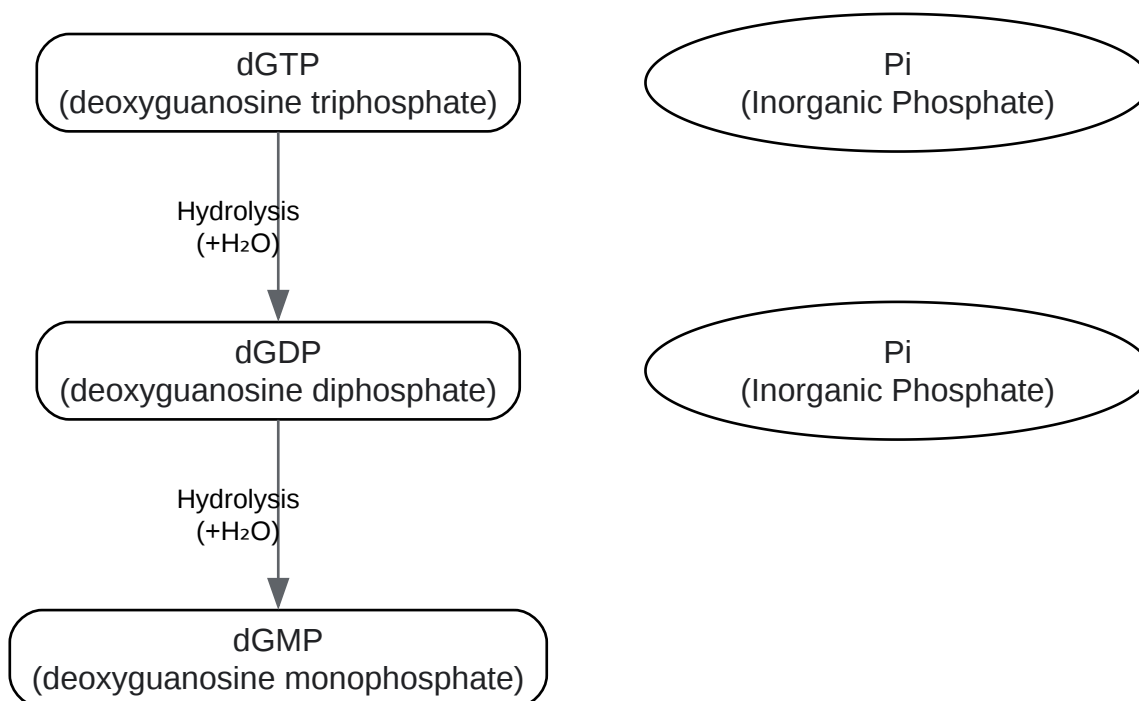 dGTP
(deoxyguanosine triphosphate)
Pi
(Inorganic Phosphate)
Hydrolysis
(+H₂O)
dGDP
(deoxyguanosine diphosphate)
Pi
(Inorganic Phosphate)
Hydrolysis
(+H₂O)
dGMP
(deoxyguanosine monophosphate)